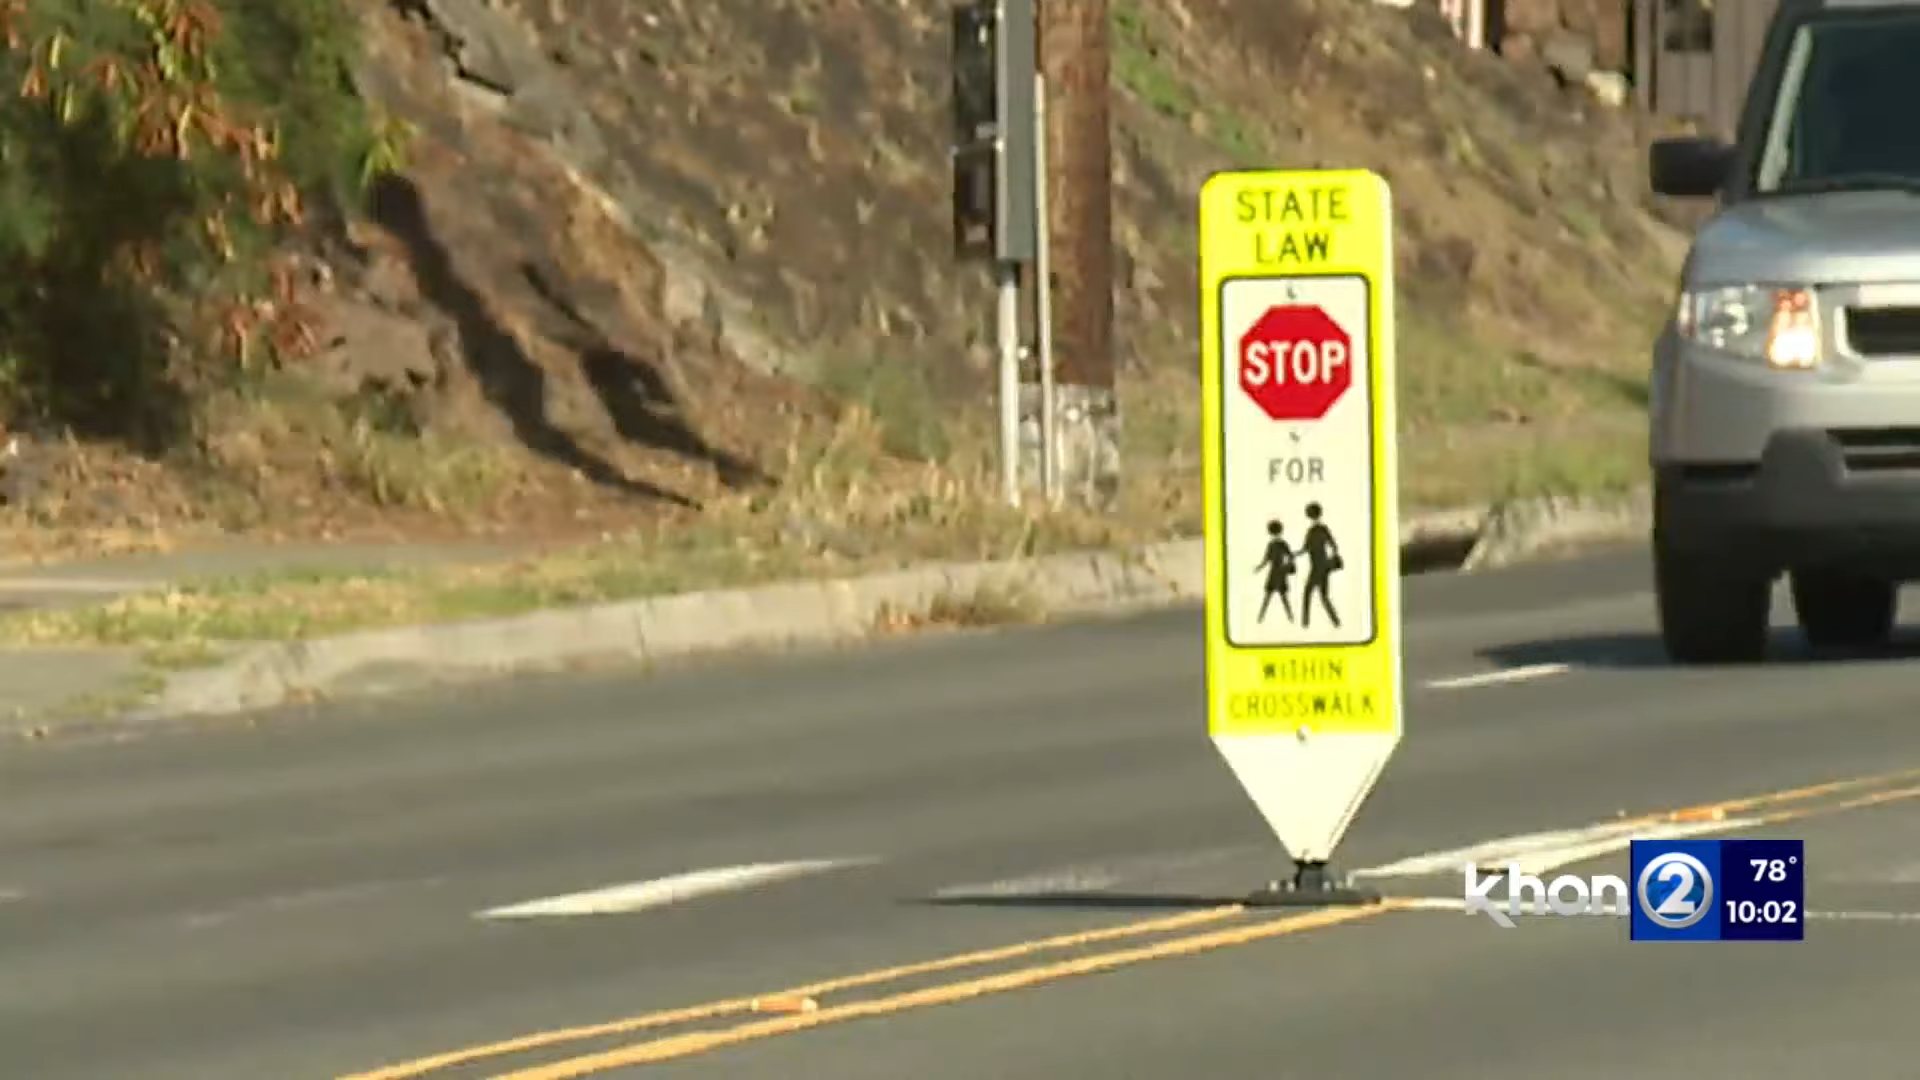 STATE
LAW
STOP
FOR
WITHIN
CROSSWALK
khon 2
78°
10:02